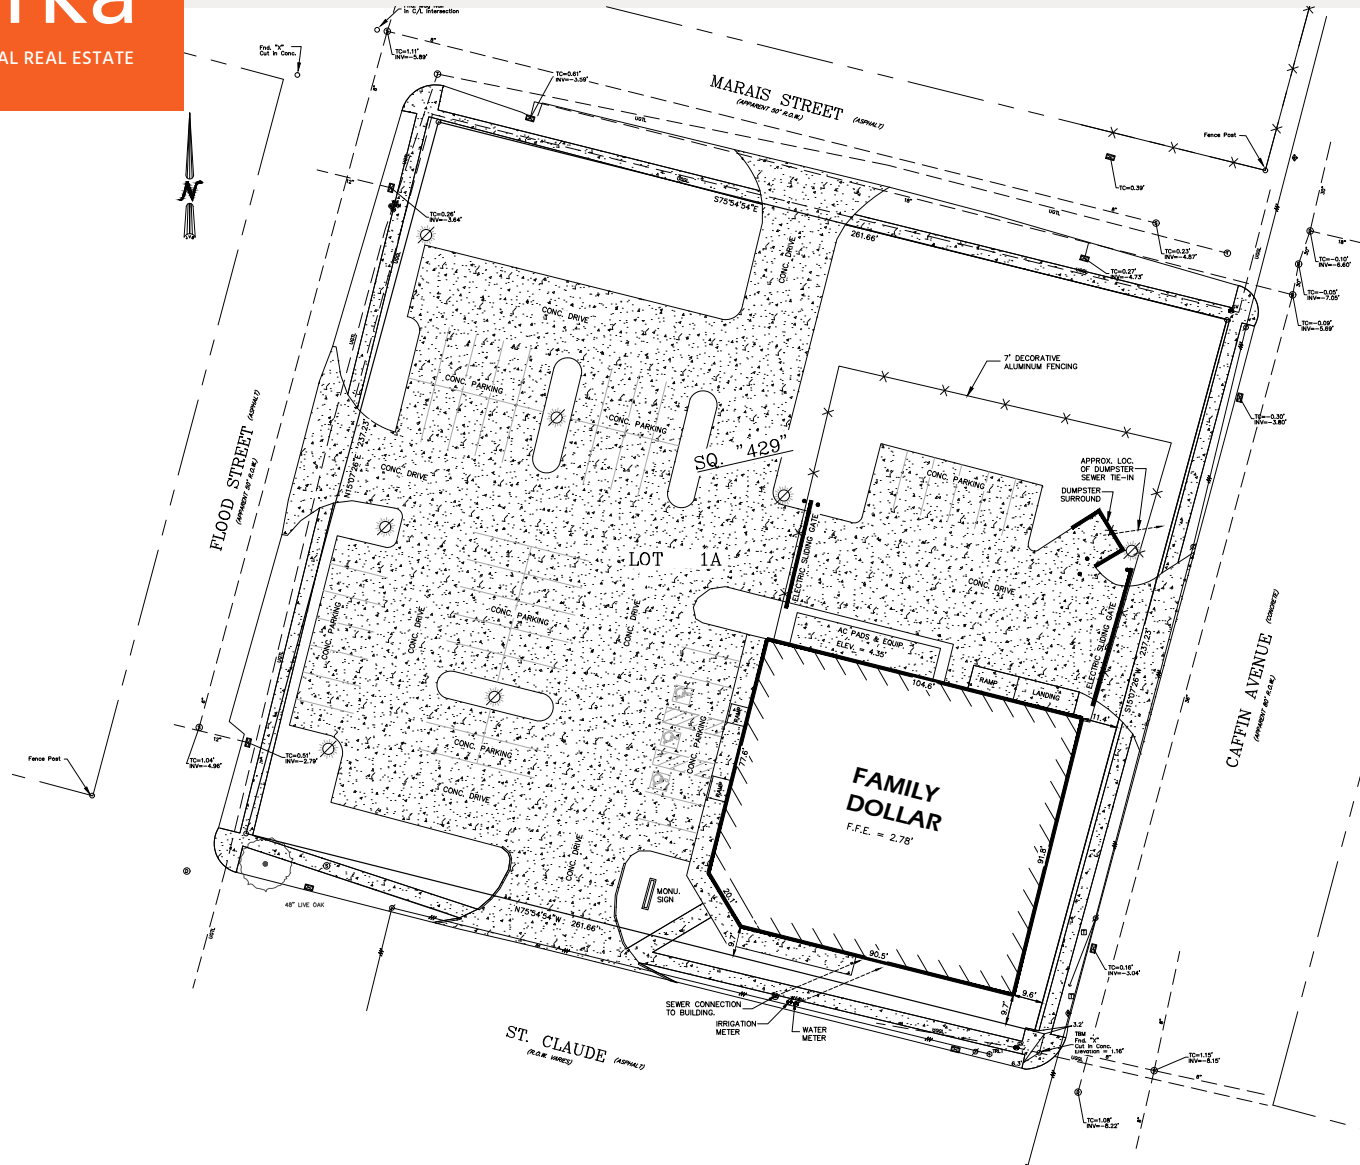 rka
AL REAL ESTATE
in C/L Intersection
Fnd. "X"
Cut in Conc.
TC=1.11'
INV=-5.89'
TC=0.61'
INV=-3.59'
MARAIS STREET
(APPARENT 50' R.O.W.)
(ASPHALT)
Fence Post
TC=0.39'
N
TC=0.26'
INV=-3.64'
S75°54'54"E
261.66'
TC=0.23'
INV=-4.87'
TC=0.27'
INV=-4.73'
TC=-0.10'
INV=-6.60'
TC=-0.05'
INV=-7.05'
TC=-0.09'
INV=-5.69'
CONC. DRIVE
CONC. DRIVE
7' DECORATIVE
ALUMINUM FENCING
CONC. PARKING
CONC. PARKING
TC=-0.30'
INV=-3.80'
FLOOD STREET
(ASPHALT)
(APPARENT 50' R.O.W.)
N15°07'26"E 237.23'
CONC. DRIVE
SQ. "429"
CONC. PARKING
APPROX. LOC.
OF DUMPSTER
SEWER TIE-IN
DUMPSTER
SURROUND
LOT 1A
ELECTRIC SLIDING GATE
CONC. DRIVE
CONC. PARKING
CONC. DRIVE
CONC. PARKING
CONC. DRIVE
AC PADS & EQUIP.
ELEV. = 4.35'
104.6'
RAMP
LANDING
ELECTRIC SLIDING GATE
S15°07'26"W 237.23'
11.4'
CAFFIN AVENUE
(CONCRETE)
(APPARENT 80' R.O.W.)
RAMP
CONC. PARKING
77.6'
RAMP
CONC. PARKING
CONC. DRIVE
Fence Post
TC=1.04'
INV=-4.96'
TC=0.51'
INV=-2.79'
FAMILY
DOLLAR
F.F.E. = 2.78'
91.8'
CONC. DRIVE
MONU.
SIGN
20.1'
48" LIVE OAK
N75°54'54"W 261.66'
9.7'
90.5'
9.6'
9.7'
TC=0.16'
INV=-3.04'
SEWER CONNECTION
TO BUILDING.
IRRIGATION
METER
WATER
METER
3.2'
TBM
Fnd. "X"
Cut in Conc.
Elevation = 1.16'
6.3'
ST. CLAUDE
(R.O.W. VARIES)
(ASPHALT)
TC=1.15'
INV=-8.15'
TC=1.08'
INV=-8.22'